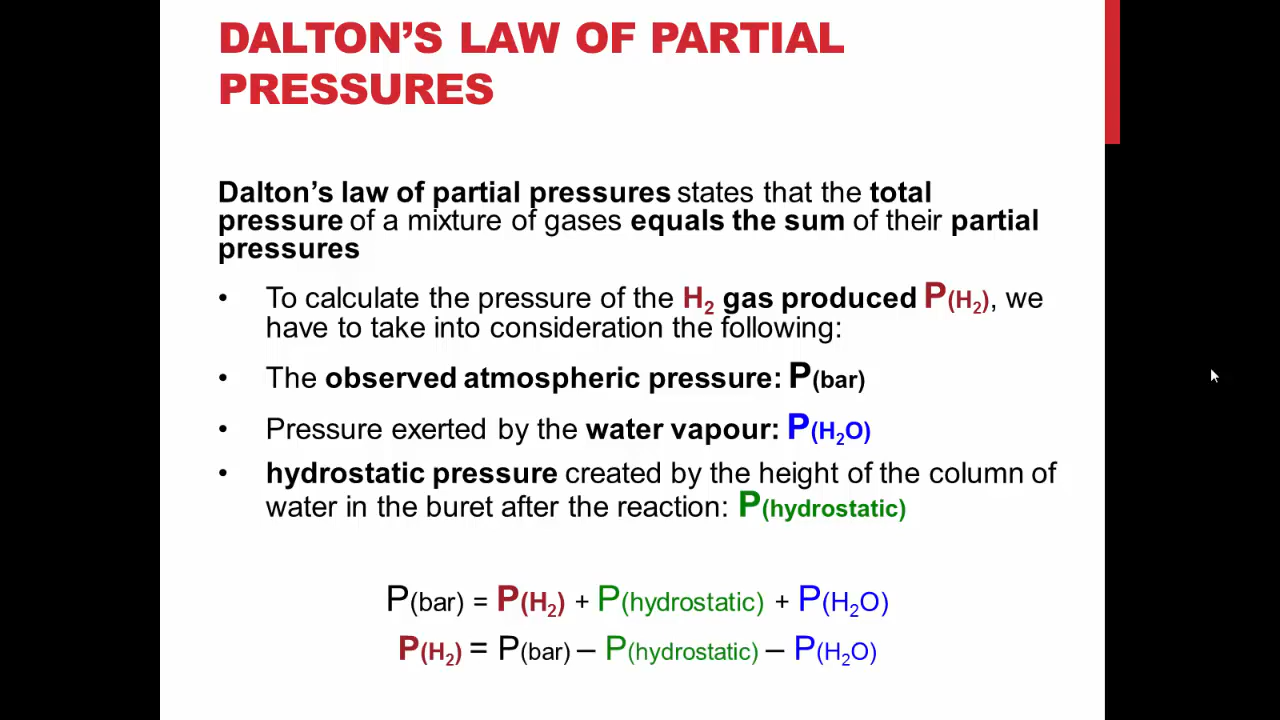 DALTON’S LAW OF PARTIAL
PRESSURES
Dalton’s law of partial pressures states that the total
pressure of a mixture of gases equals the sum of their partial
pressures
• To calculate the pressure of the H₂ gas produced P(H₂), we
have to take into consideration the following:
• The observed atmospheric pressure: P(bar)
• Pressure exerted by the water vapour: P(H₂O)
• hydrostatic pressure created by the height of the column of
water in the buret after the reaction: P(hydrostatic)
P(bar) = P(H₂) + P(hydrostatic) + P(H₂O)
P(H₂) = P(bar) – P(hydrostatic) – P(H₂O)